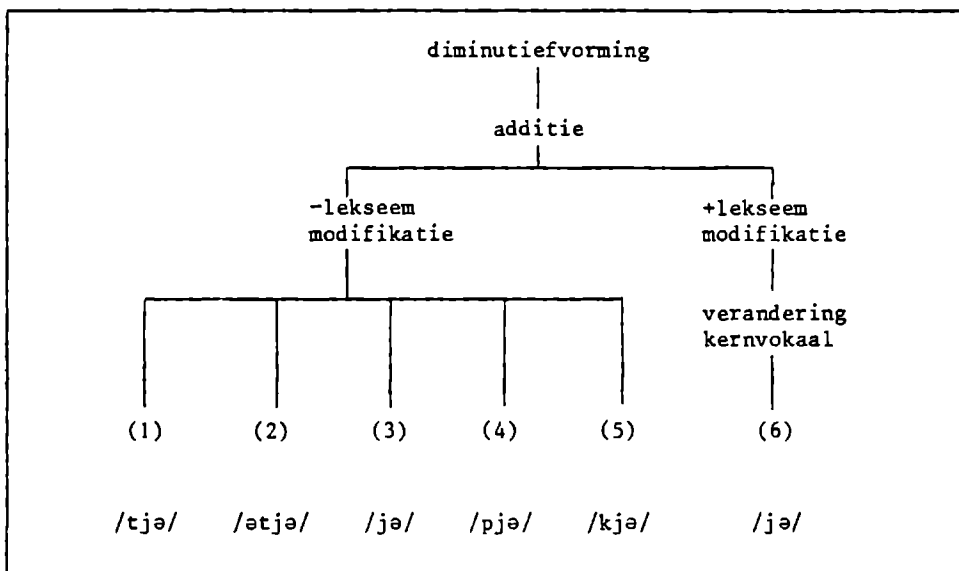 diminutiefvorming
additie
-lekseem
modifikatie
+lekseem
modifikatie
verandering
kernvokaal
(1) (2) (3) (4) (5) (6)
/tjə/ /ətjə/ /jə/ /pjə/ /kjə/ /jə/